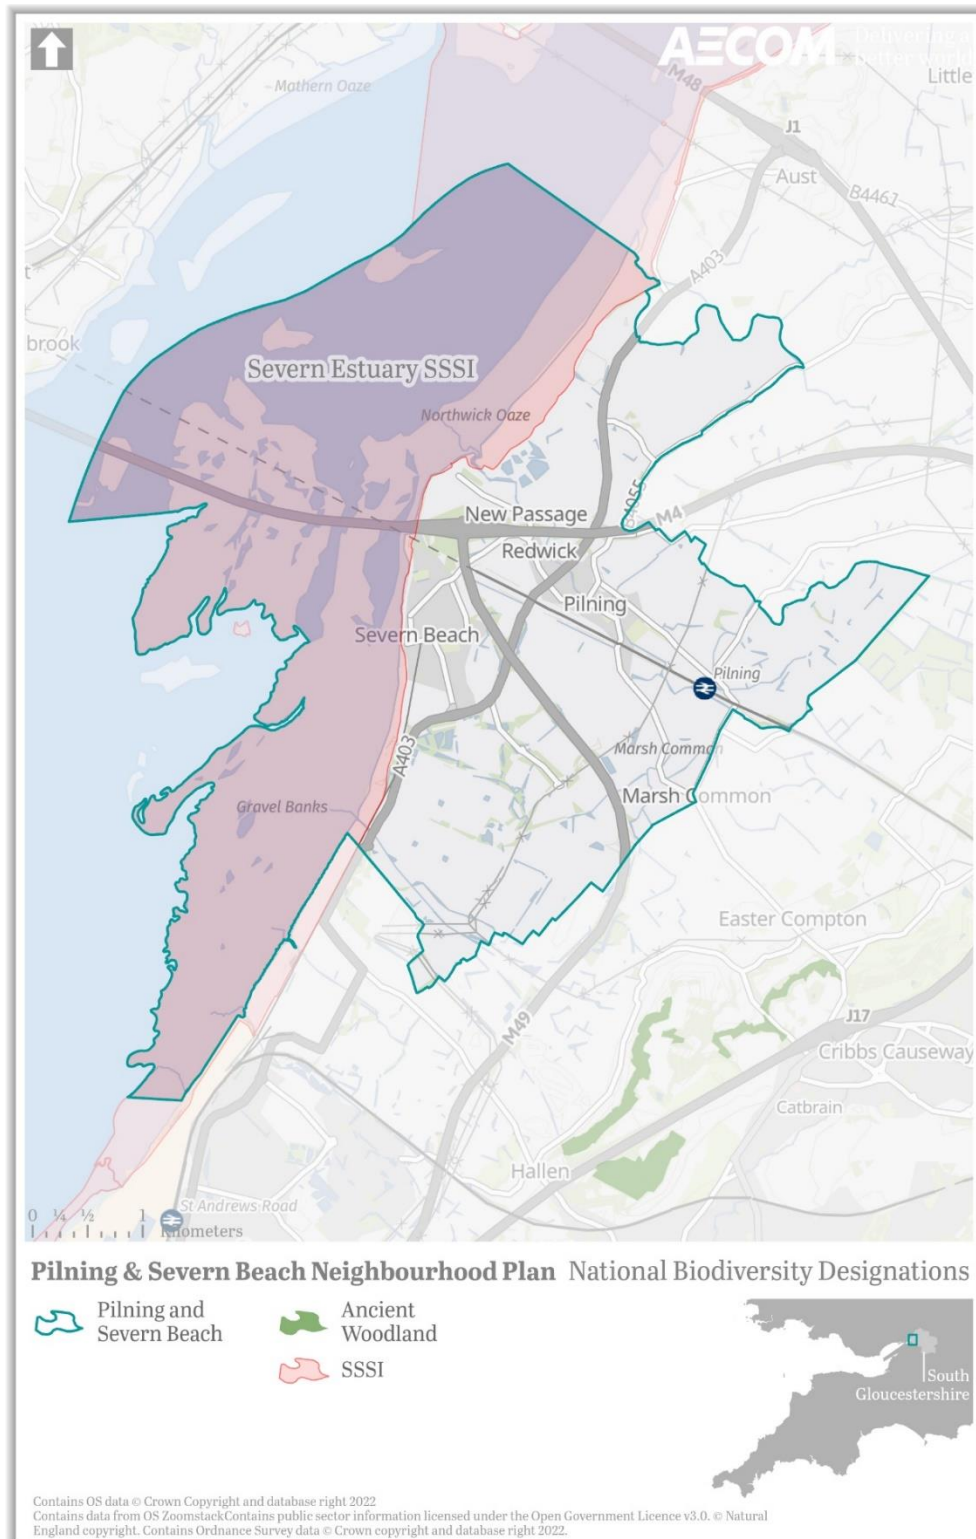 AECOM Delivering a
better world
Mathern Oaze
M48
Little
J1
Aust
B4461
A403
brook
Severn Estuary SSSI
Northwick Oaze
B4055
M4
New Passage
Redwick
Pilning
Severn Beach
Pilning
A403
Marsh Common
Marsh Common
Gravel Banks
Easter Compton
M49
J17
Cribbs Causeway
Catbrain
Hallen
St Andrews Road
0 ¼ ½ 1
Kilometers
Pilning & Severn Beach Neighbourhood Plan National Biodiversity Designations
Pilning and
Severn Beach
Ancient
Woodland
SSSI
South
Gloucestershire
Contains OS data © Crown Copyright and database right 2022
Contains data from OS ZoomstackContains public sector information licensed under the Open Government Licence v3.0. © Natural
England copyright. Contains Ordnance Survey data © Crown copyright and database right 2022.